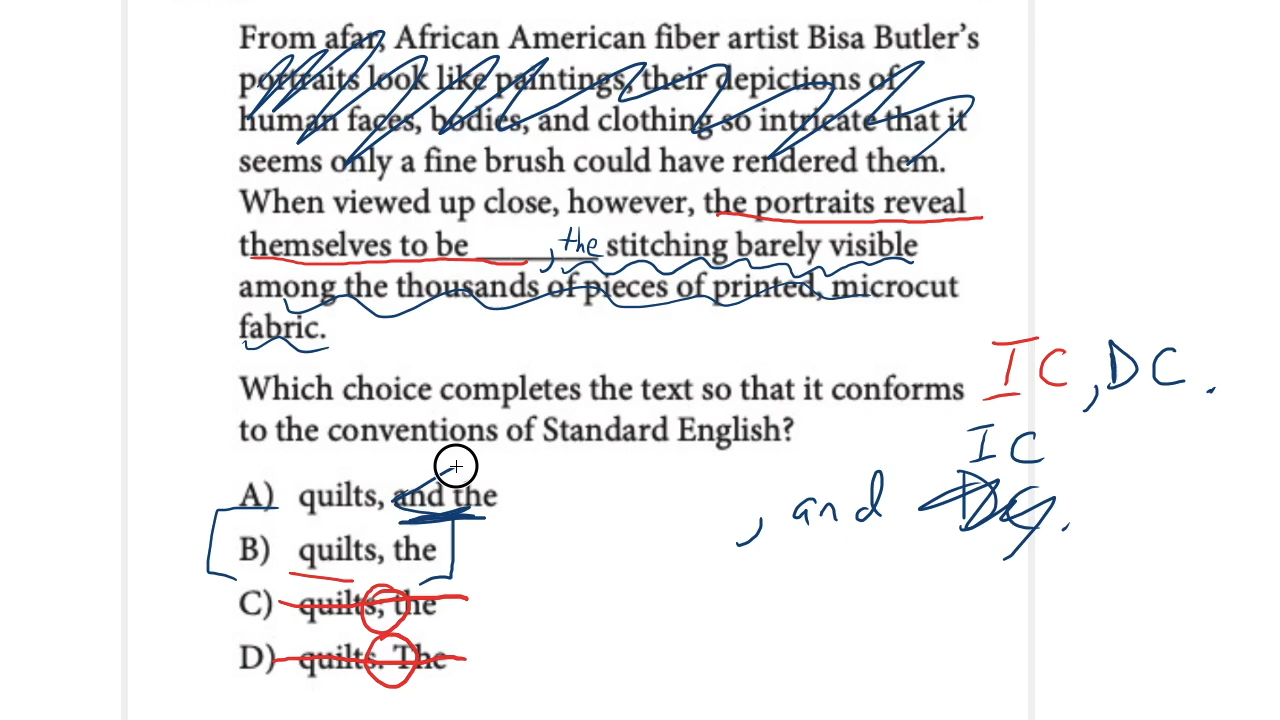 From afar, African American fiber artist Bisa Butler's
portraits look like paintings, their depictions of
human faces, bodies, and clothing so intricate that it
seems only a fine brush could have rendered them.
When viewed up close, however, the portraits reveal
themselves to be ______, the stitching barely visible
among the thousands of pieces of printed, microcut
fabric.
IC, DC.
Which choice completes the text so that it conforms
to the conventions of Standard English?
IC
A) quilts, and the
, and DC.
B) quilts, the
C) quilts; the
D) quilts. The